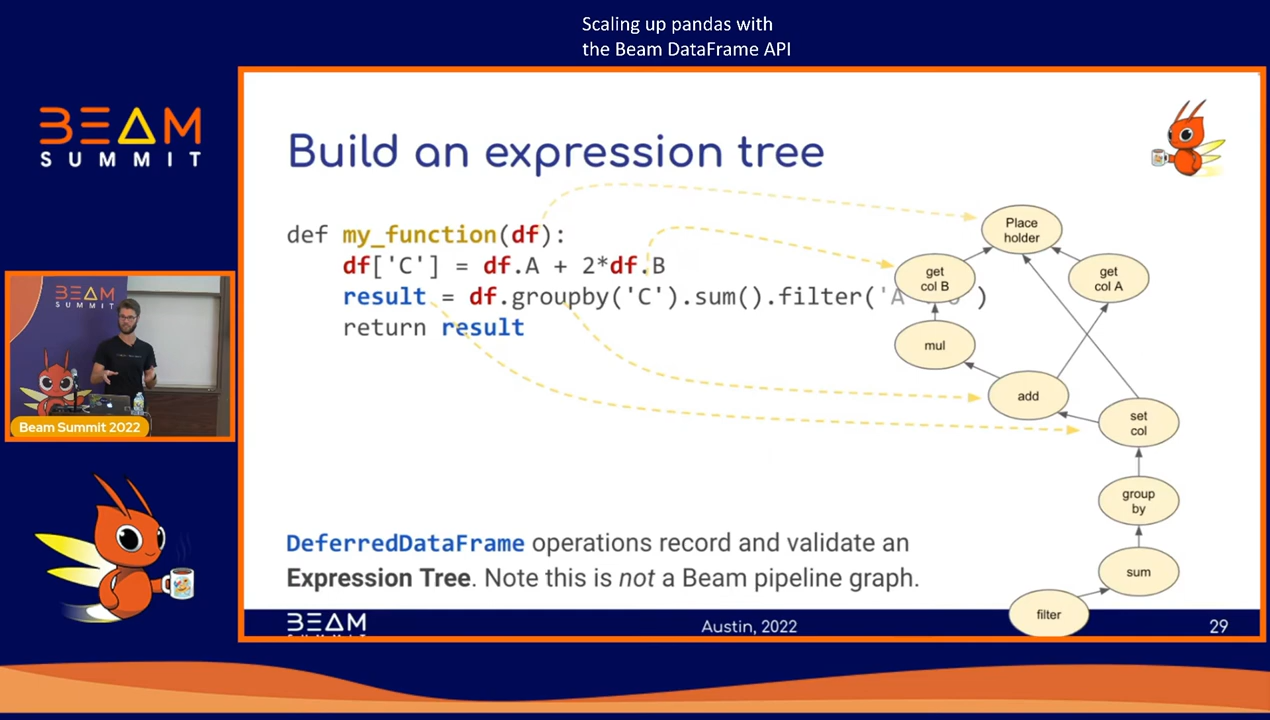 Scaling up pandas with
the Beam DataFrame API
BEAM
SUMMIT
Build an expression tree
def my_function(df):
df['C'] = df.A + 2*df.B
result = df.groupby('C').sum().filter('A
)
return result
Place
holder
get
col B
get
col A
mul
add
set
col
group
by
sum
filter
BEAM
SUMMIT
Beam Summit 2022
DeferredDataFrame operations record and validate an
Expression Tree. Note this is not a Beam pipeline graph.
BEAM
Austin, 2022
29